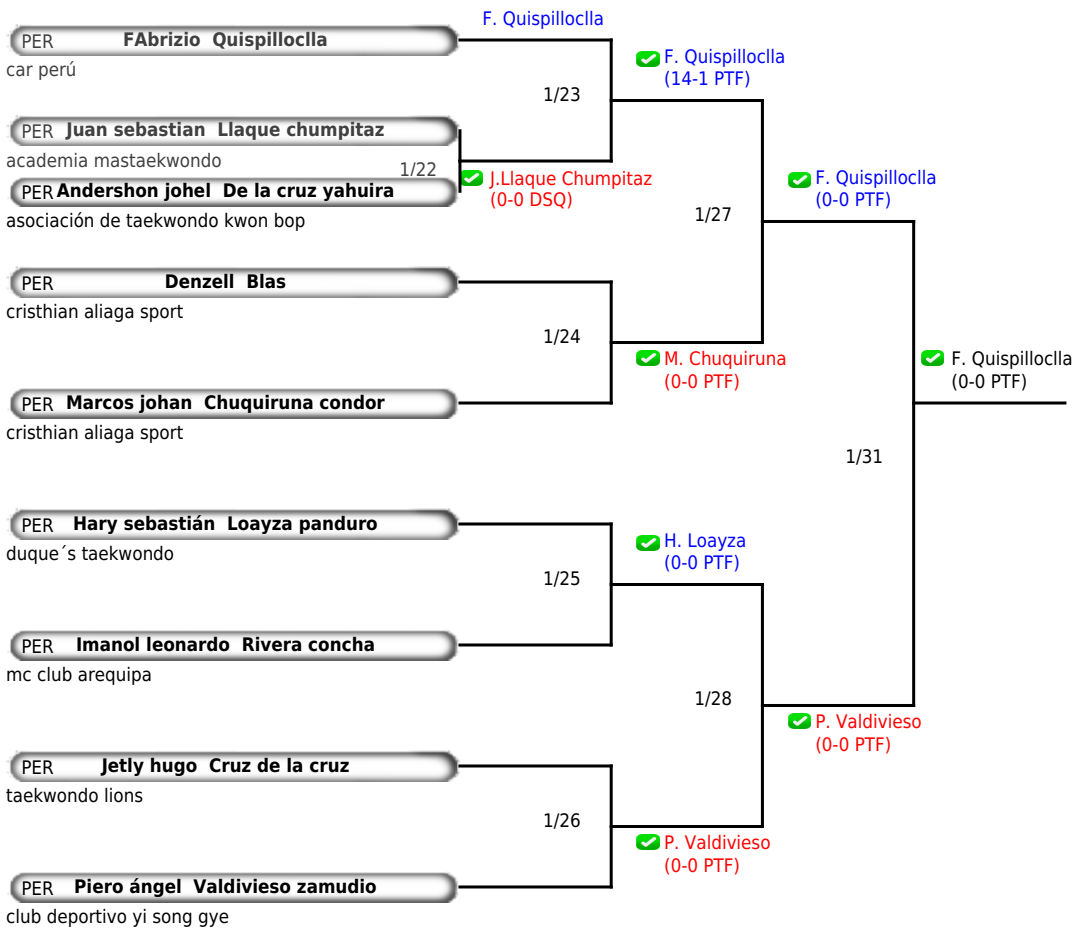 F. Quispilloclla
PER FAbrizio Quispilloclla
car perú
F. Quispilloclla
(14-1 PTF)
1/23
PER Juan sebastian Llaque chumpitaz
academia mastaekwondo
1/22
J.Llaque Chumpitaz
(0-0 DSQ)
PER Andershon johel De la cruz yahuira
asociación de taekwondo kwon bop
F. Quispilloclla
(0-0 PTF)
1/27
PER Denzell Blas
cristhian aliaga sport
1/24
M. Chuquiruna
(0-0 PTF)
F. Quispilloclla
(0-0 PTF)
PER Marcos johan Chuquiruna condor
cristhian aliaga sport
1/31
PER Hary sebastián Loayza panduro
duque´s taekwondo
H. Loayza
(0-0 PTF)
1/25
PER Imanol leonardo Rivera concha
mc club arequipa
1/28
P. Valdivieso
(0-0 PTF)
PER Jetly hugo Cruz de la cruz
taekwondo lions
1/26
P. Valdivieso
(0-0 PTF)
PER Piero ángel Valdivieso zamudio
club deportivo yi song gye